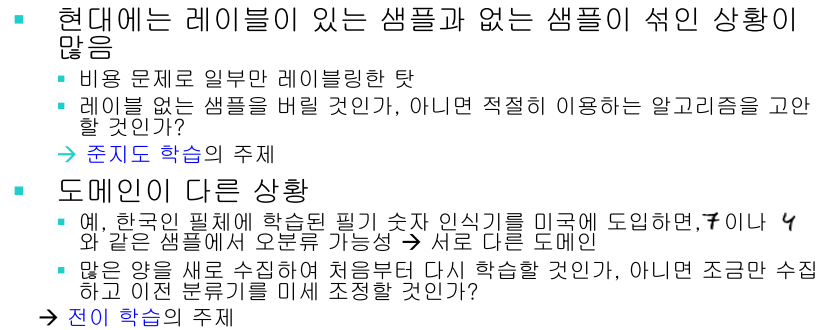 ▪ 현대에는 레이블이 있는 샘플과 없는 샘플이 섞인 상황이
많음
▪ 비용 문제로 일부만 레이블링한 탓
▪ 레이블 없는 샘플을 버릴 것인가, 아니면 적절히 이용하는 알고리즘을 고안
할 것인가?
→ 준지도 학습의 주제
▪ 도메인이 다른 상황
▪ 예, 한국인 필체에 학습된 필기 숫자 인식기를 미국에 도입하면, 7 이나 4
와 같은 샘플에서 오분류 가능성 → 서로 다른 도메인
▪ 많은 양을 새로 수집하여 처음부터 다시 학습할 것인가, 아니면 조금만 수집
하고 이전 분류기를 미세 조정할 것인가?
→ 전이 학습의 주제